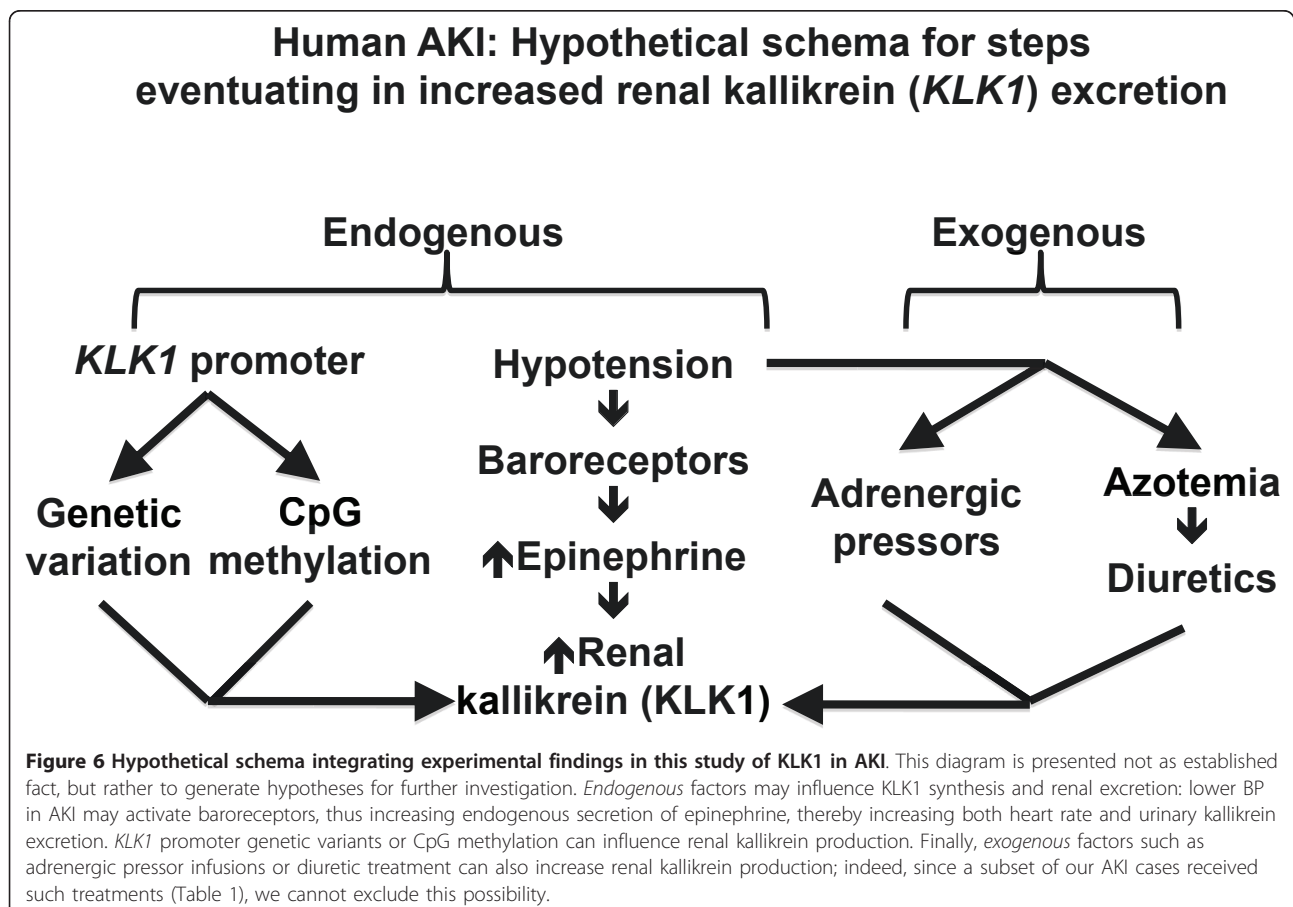 Human AKI: Hypothetical schema for steps
eventuating in increased renal kallikrein (KLK1) excretion
Endogenous
Exogenous
KLK1 promoter
Genetic
variation
CpG
methylation
Hypotension
Baroreceptors
Epinephrine
Renal
kallikrein (KLK1)
Adrenergic
pressors
Azotemia
Diuretics
Figure 6 Hypothetical schema integrating experimental findings in this study of KLK1 in AKI. This diagram is presented not as established
fact, but rather to generate hypotheses for further investigation. Endogenous factors may influence KLK1 synthesis and renal excretion: lower BP
in AKI may activate baroreceptors, thus increasing endogenous secretion of epinephrine, thereby increasing both heart rate and urinary kallikrein
excretion. KLK1 promoter genetic variants or CpG methylation can influence renal kallikrein production. Finally, exogenous factors such as
adrenergic pressor infusions or diuretic treatment can also increase renal kallikrein production; indeed, since a subset of our AKI cases received
such treatments (Table 1), we cannot exclude this possibility.